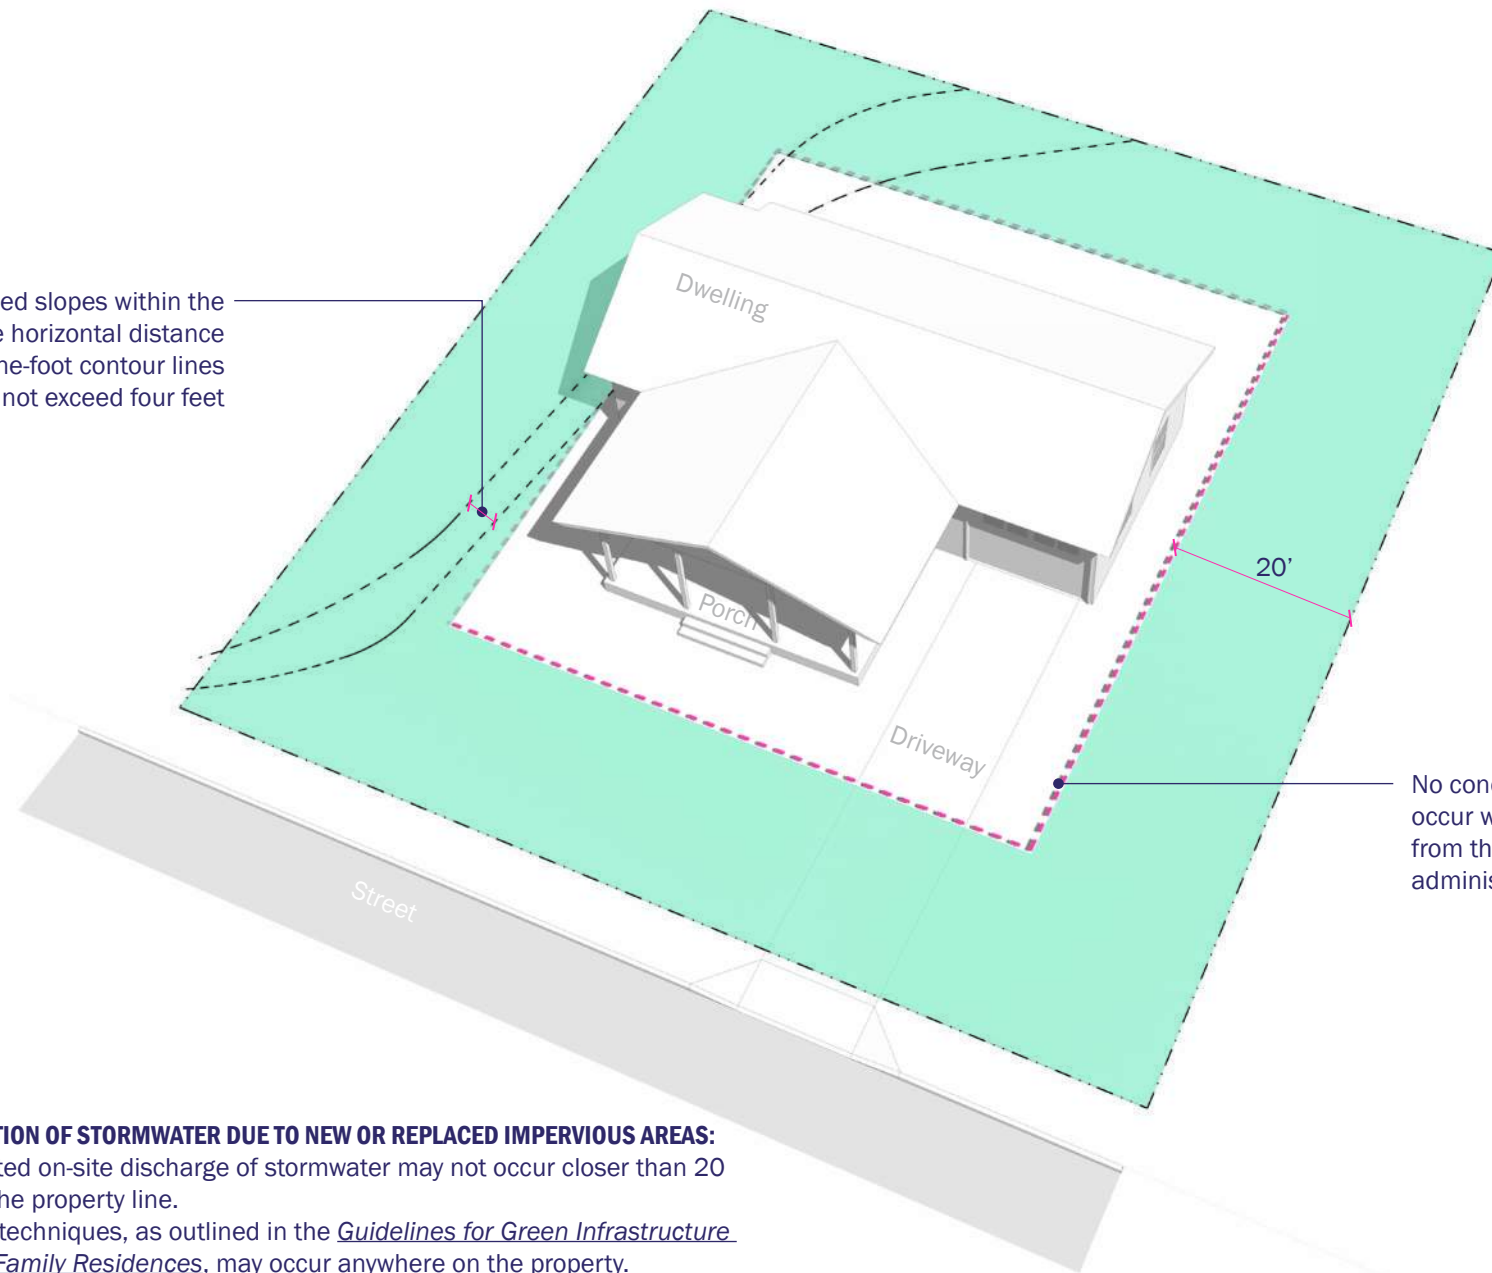 ed slopes within the
e horizontal distance
ne-foot contour lines
not exceed four feet
Dwelling
20’
Porch
Driveway
Street
No conc
occur w
from th
adminis
TION OF STORMWATER DUE TO NEW OR REPLACED IMPERVIOUS AREAS:
ted on-site discharge of stormwater may not occur closer than 20
he property line.
techniques, as outlined in the Guidelines for Green Infrastructure
Family Residences, may occur anywhere on the property.